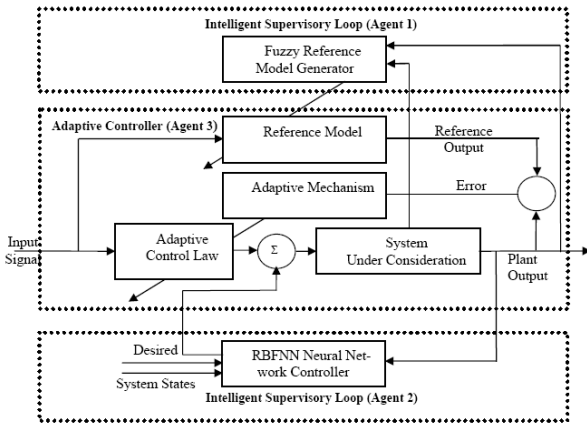 Intelligent Supervisory Loop (Agent 1)
Fuzzy Reference
Model Generator
Adaptive Controller (Agent 3)
Reference Model
Reference
Output
Adaptive Mechanism
Error
Input
Signal
Adaptive
Control Law
Σ
System
Under Consideration
Plant
Output
Desired
System States
RBFNN Neural Net-
work Controller
Intelligent Supervisory Loop (Agent 2)